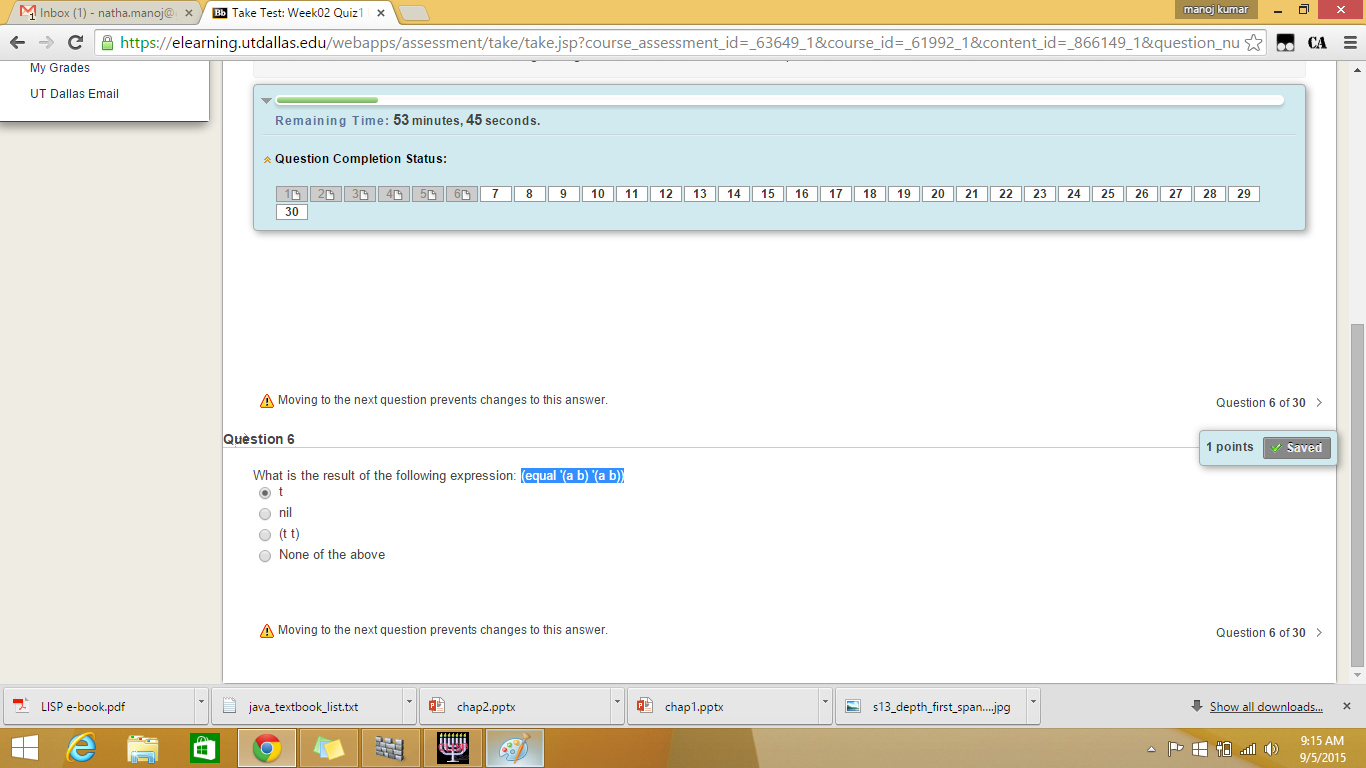 Inbox (1) - natha.manoj@
Take Test: Week02 Quiz1
manoj kumar
https://elearning.utdallas.edu/webapps/assessment/take/take.jsp?course_assessment_id=_63649_1&course_id=_61992_1&content_id=_866149_1&question_nu
CA
My Grades
UT Dallas Email
Remaining Time: 53 minutes, 45 seconds.
Question Completion Status:
1 2 3 4 5 6 7 8 9 10 11 12 13 14 15 16 17 18 19 20 21 22 23 24 25 26 27 28 29
30
Moving to the next question prevents changes to this answer.
Question 6 of 30
Question 6
1 points
Saved
What is the result of the following expression: (equal '(a b) '(a b))
t
nil
(t t)
None of the above
Moving to the next question prevents changes to this answer.
Question 6 of 30
LISP e-book.pdf
java_textbook_list.txt
chap2.pptx
chap1.pptx
s13_depth_first_span....jpg
Show all downloads...
9:15 AM
9/5/2015